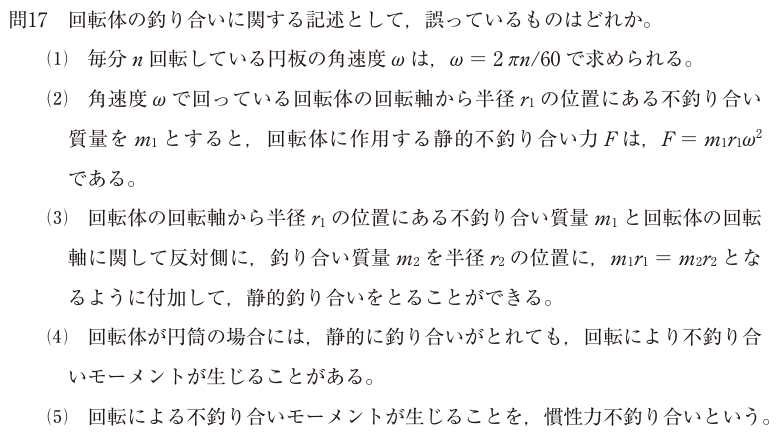 問17 回転体の釣り合いに関する記述として，誤っているものはどれか。
(1) 毎分 n 回転している円板の角速度 ω は，ω = 2 πn/60 で求められる。
(2) 角速度 ω で回っている回転体の回転軸から半径 r₁ の位置にある不釣り合い
質量を m₁ とすると，回転体に作用する静的不釣り合い力 F は，F = m₁r₁ω²
である。
(3) 回転体の回転軸から半径 r₁ の位置にある不釣り合い質量 m₁ と回転体の回転
軸に関して反対側に，釣り合い質量 m₂ を半径 r₂ の位置に，m₁r₁ = m₂r₂ とな
るように付加して，静的釣り合いをとることができる。
(4) 回転体が円筒の場合には，静的に釣り合いがとれても，回転により不釣り合
いモーメントが生じることがある。
(5) 回転による不釣り合いモーメントが生じることを，慣性力不釣り合いという。